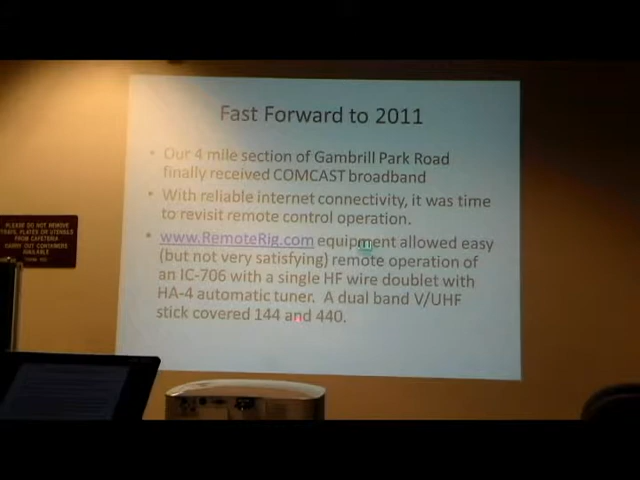 Fast Forward to 2011
• Our 4 mile section of Gambrill Park Road
finally received COMCAST broadband
• With reliable internet connectivity, it was time
to revisit remote control operation.
• www.RemoteRig.com equipment allowed easy
(but not very satisfying) remote operation of
an IC-706 with a single HF wire doublet with
HA-4 automatic tuner.  A dual band V/UHF
stick covered 144 and 440.
PLEASE DO NOT REMOVE
TRAYS, PLATES OR UTENSILS
FROM CAFETERIA
CARRY OUT CONTAINERS
AVAILABLE